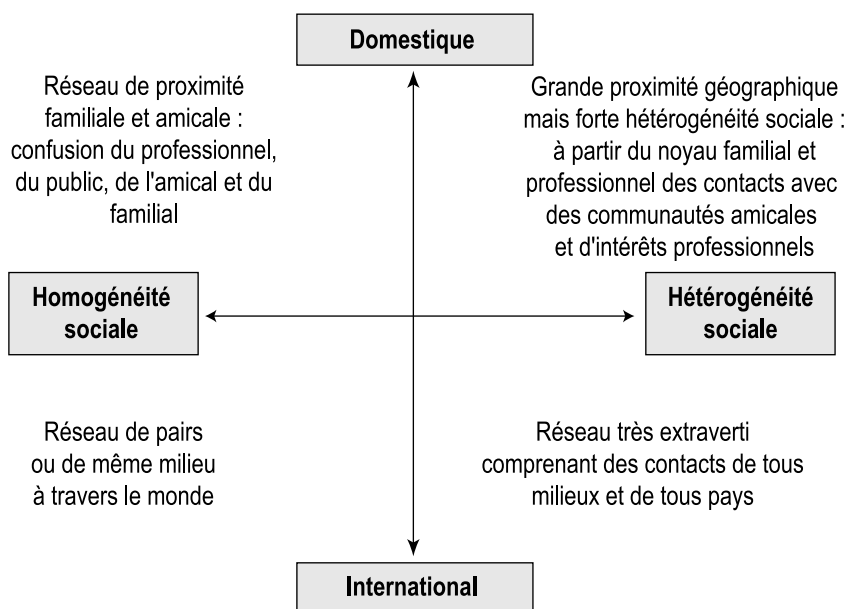 Domestique
Réseau de proximité
familiale et amicale :
confusion du professionnel,
du public, de l'amical et du
familial
Grande proximité géographique
mais forte hétérogénéité sociale :
à partir du noyau familial et
professionnel des contacts avec
des communautés amicales
et d'intérêts professionnels
Homogénéité
sociale
Hétérogénéité
sociale
Réseau de pairs
ou de même milieu
à travers le monde
Réseau très extraverti
comprenant des contacts de tous
milieux et de tous pays
International